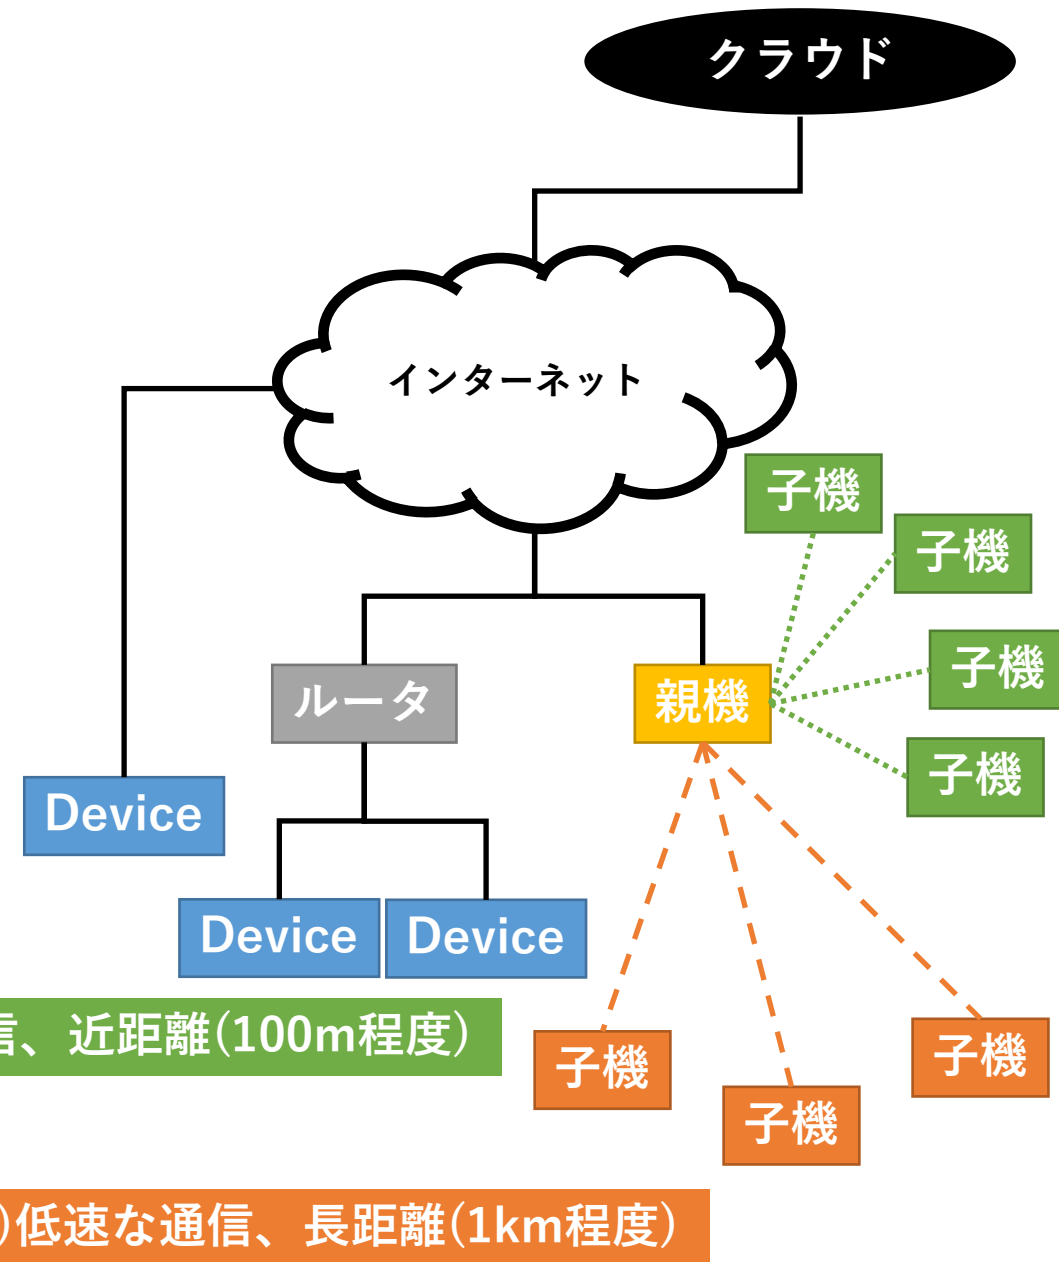 クラウド
インターネット
子機
子機
子機
子機
ルータ
親機
Device
Device
Device
信、近距離(100m程度)
子機
子機
子機
)低速な通信、長距離(1km程度)